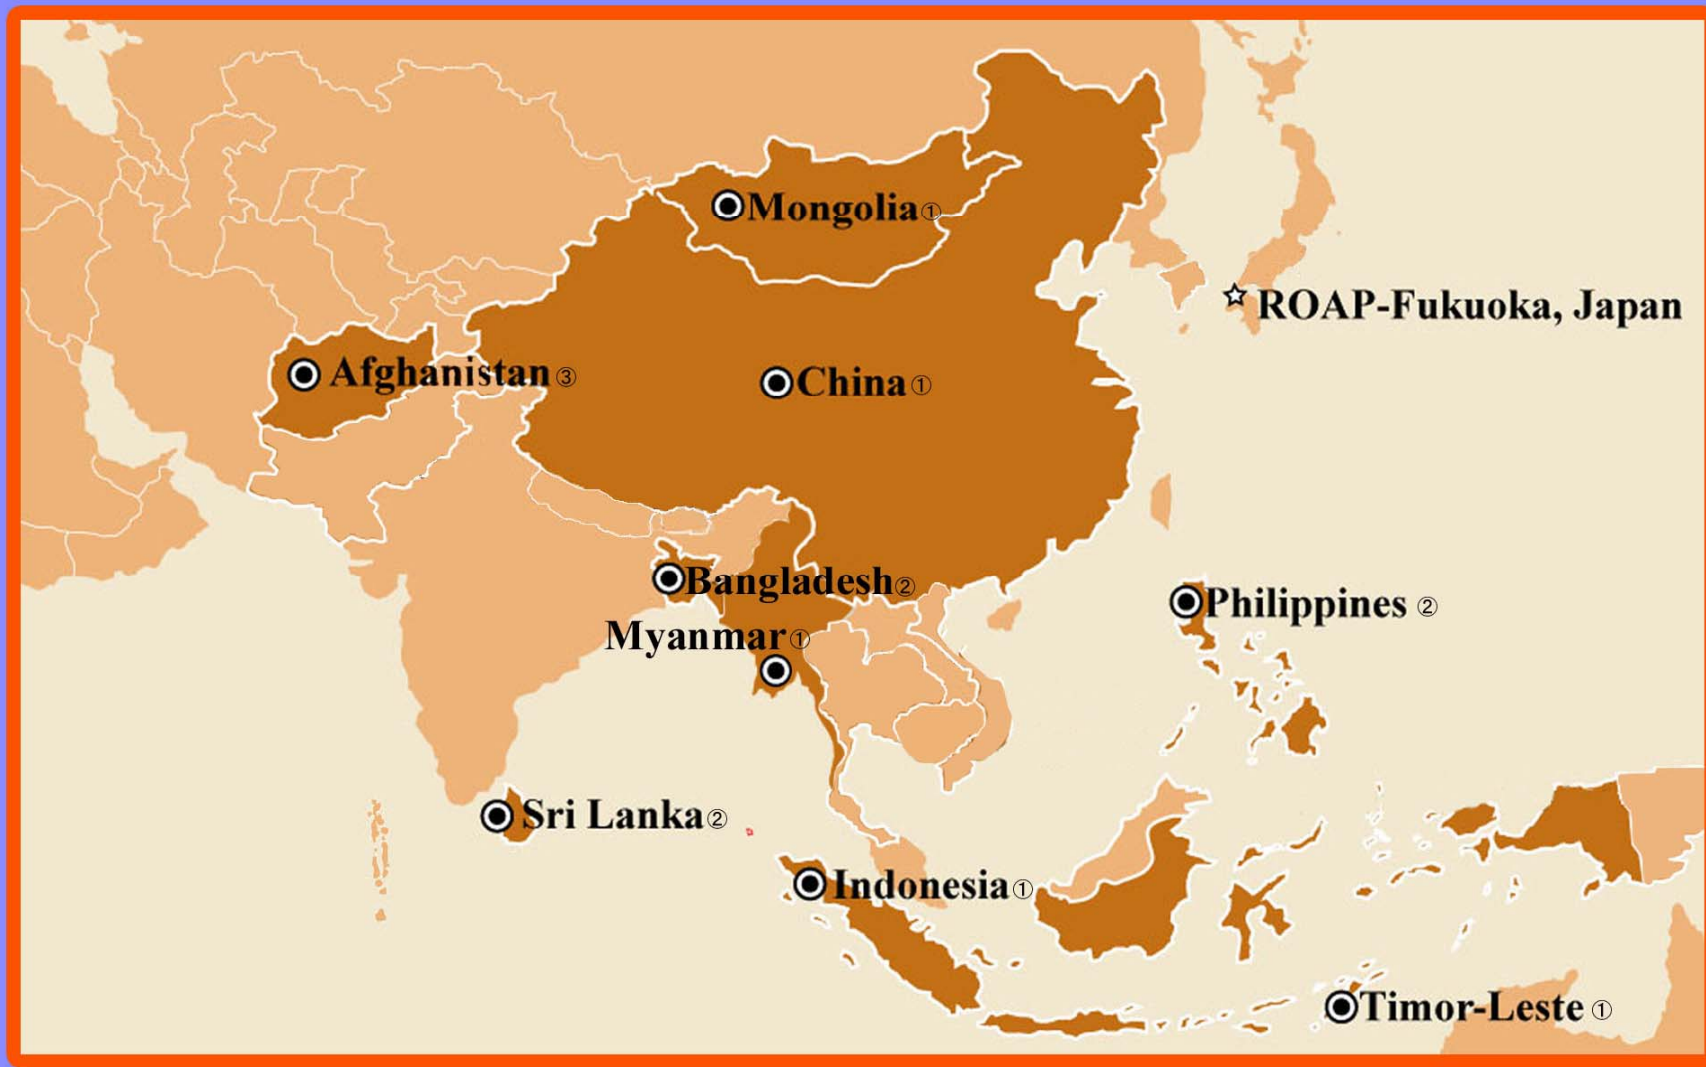 Mongolia①
ROAP-Fukuoka, Japan
Afghanistan③
China①
Bangladesh②
Philippines ②
Myanmar①
Sri Lanka②
Indonesia①
Timor-Leste ①